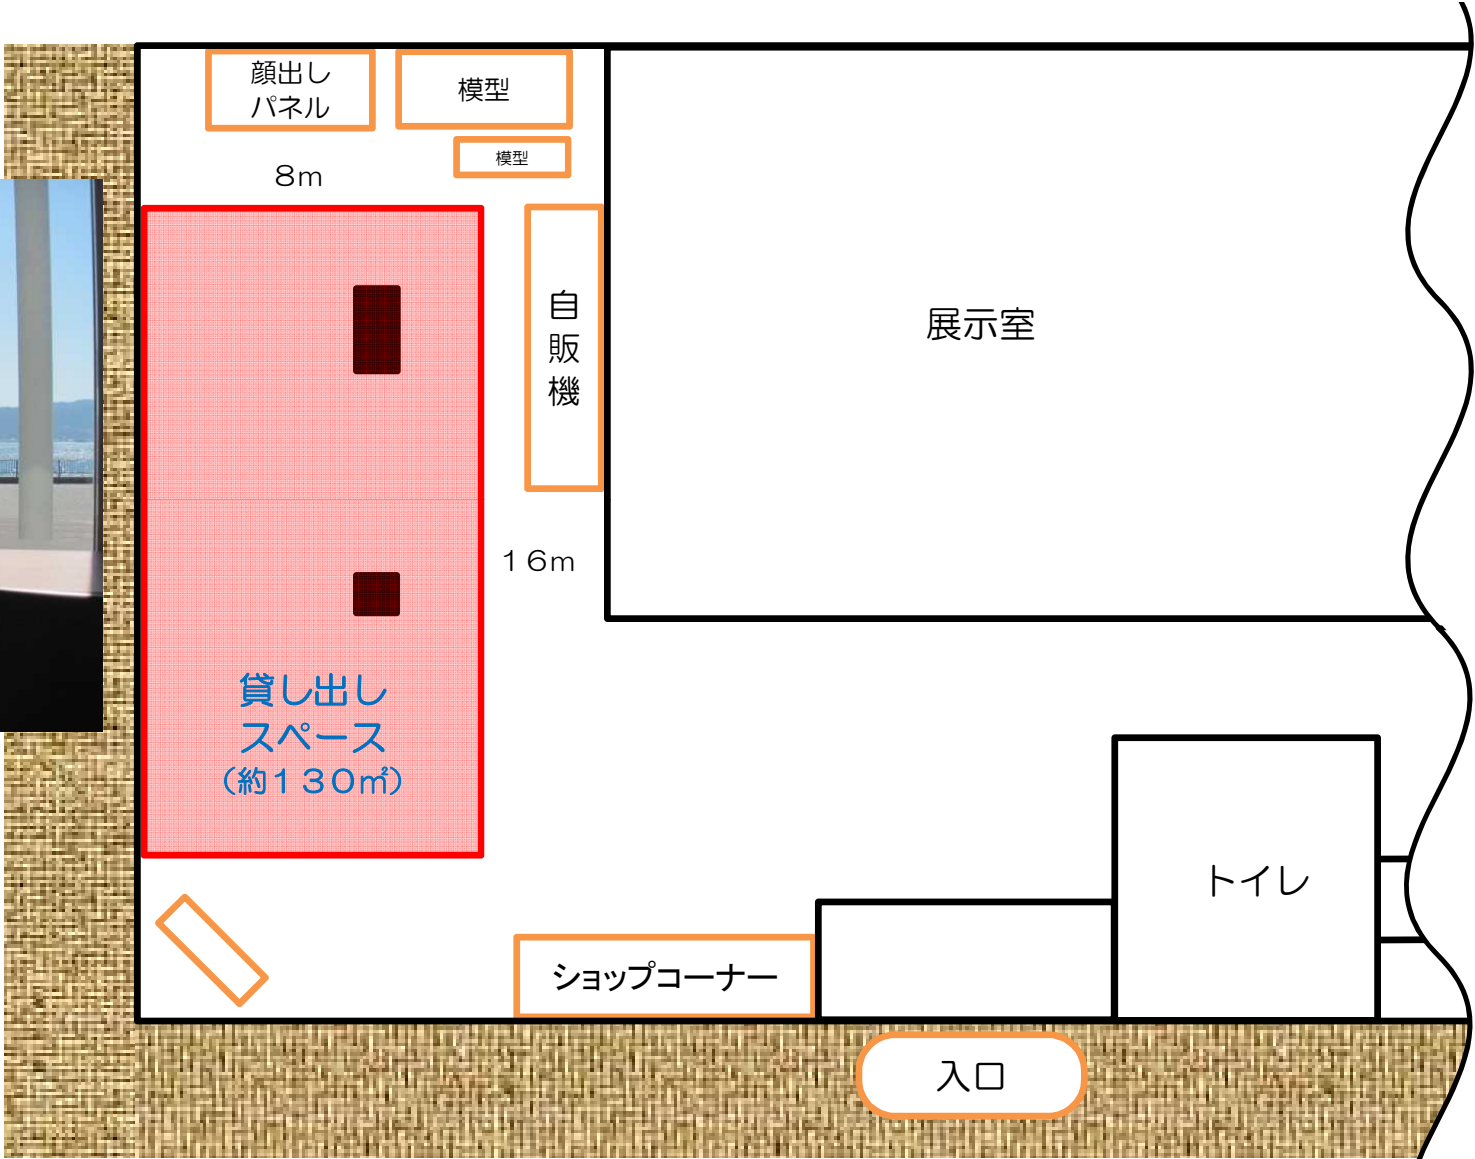 顔出し
パネル
模型
模型
8m
自販機
展示室
16m
貸し出し
スペース
(約130㎡)
トイレ
ショップコーナー
入口